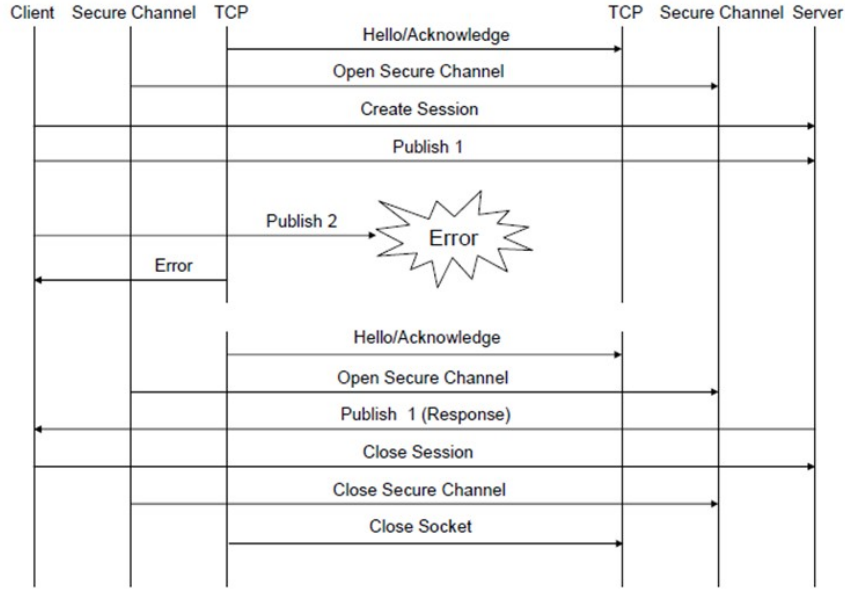 Client Secure Channel TCP TCP Secure Channel Server
Hello/Acknowledge
Open Secure Channel
Create Session
Publish 1
Publish 2
Error
Error
Hello/Acknowledge
Open Secure Channel
Publish 1 (Response)
Close Session
Close Secure Channel
Close Socket